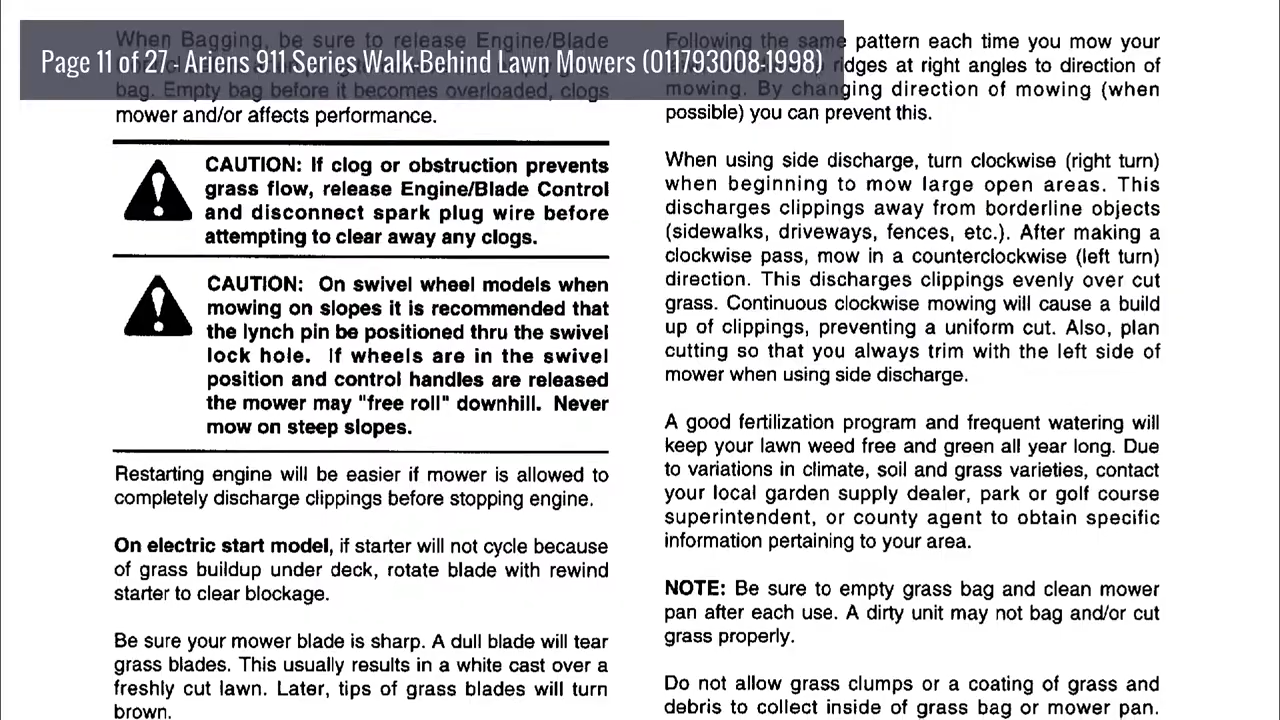 Page 11 of 27 - Ariens 911 Series Walk-Behind Lawn Mowers (011793008-1998)
When Bagging, be sure to release Engine/Blade
bag. Empty bag before it becomes overloaded, clogs
mower and/or affects performance.
CAUTION: If clog or obstruction prevents
grass flow, release Engine/Blade Control
and disconnect spark plug wire before
attempting to clear away any clogs.
CAUTION: On swivel wheel models when
mowing on slopes it is recommended that
the lynch pin be positioned thru the swivel
lock hole. If wheels are in the swivel
position and control handles are released
the mower may "free roll" downhill. Never
mow on steep slopes.
Restarting engine will be easier if mower is allowed to
completely discharge clippings before stopping engine.
On electric start model, if starter will not cycle because
of grass buildup under deck, rotate blade with rewind
starter to clear blockage.
Be sure your mower blade is sharp. A dull blade will tear
grass blades. This usually results in a white cast over a
freshly cut lawn. Later, tips of grass blades will turn
brown.
Following the same pattern each time you mow your
ridges at right angles to direction of
mowing. By changing direction of mowing (when
possible) you can prevent this.
When using side discharge, turn clockwise (right turn)
when beginning to mow large open areas. This
discharges clippings away from borderline objects
(sidewalks, driveways, fences, etc.). After making a
clockwise pass, mow in a counterclockwise (left turn)
direction. This discharges clippings evenly over cut
grass. Continuous clockwise mowing will cause a build
up of clippings, preventing a uniform cut. Also, plan
cutting so that you always trim with the left side of
mower when using side discharge.
A good fertilization program and frequent watering will
keep your lawn weed free and green all year long. Due
to variations in climate, soil and grass varieties, contact
your local garden supply dealer, park or golf course
superintendent, or county agent to obtain specific
information pertaining to your area.
NOTE: Be sure to empty grass bag and clean mower
pan after each use. A dirty unit may not bag and/or cut
grass properly.
Do not allow grass clumps or a coating of grass and
debris to collect inside of grass bag or mower pan.